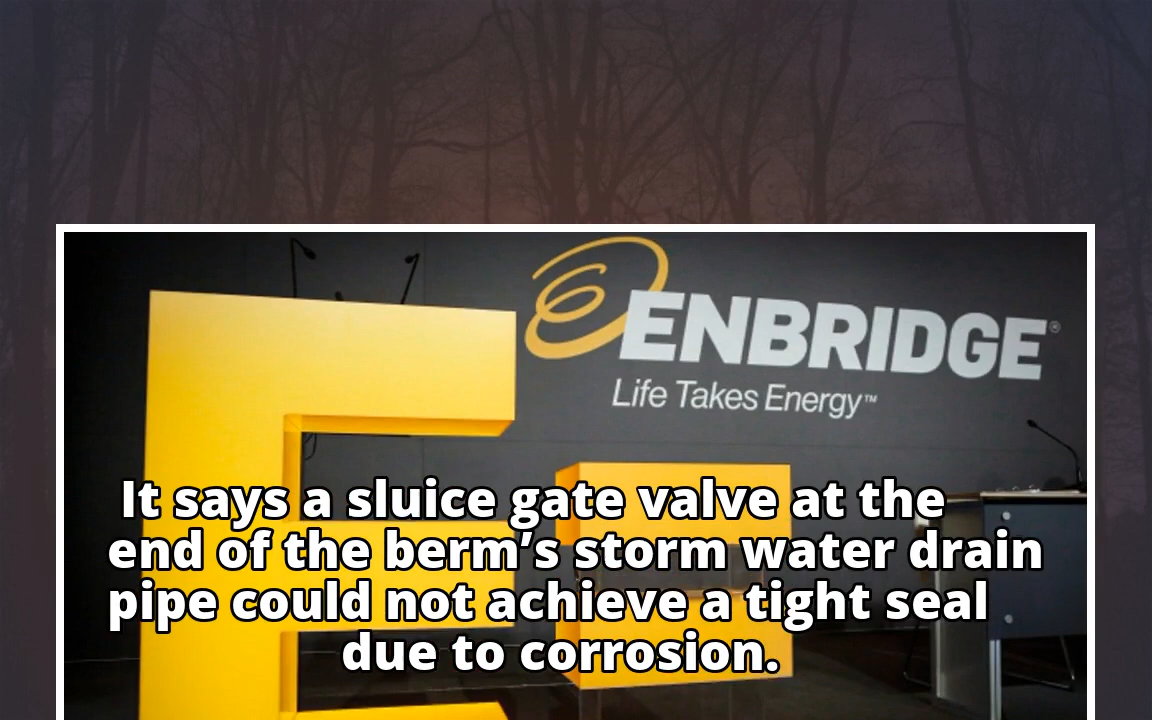 ENBRIDGE®
Life Takes Energy™
It says a sluice gate valve at the
end of the berm’s storm water drain
pipe could not achieve a tight seal
due to corrosion.